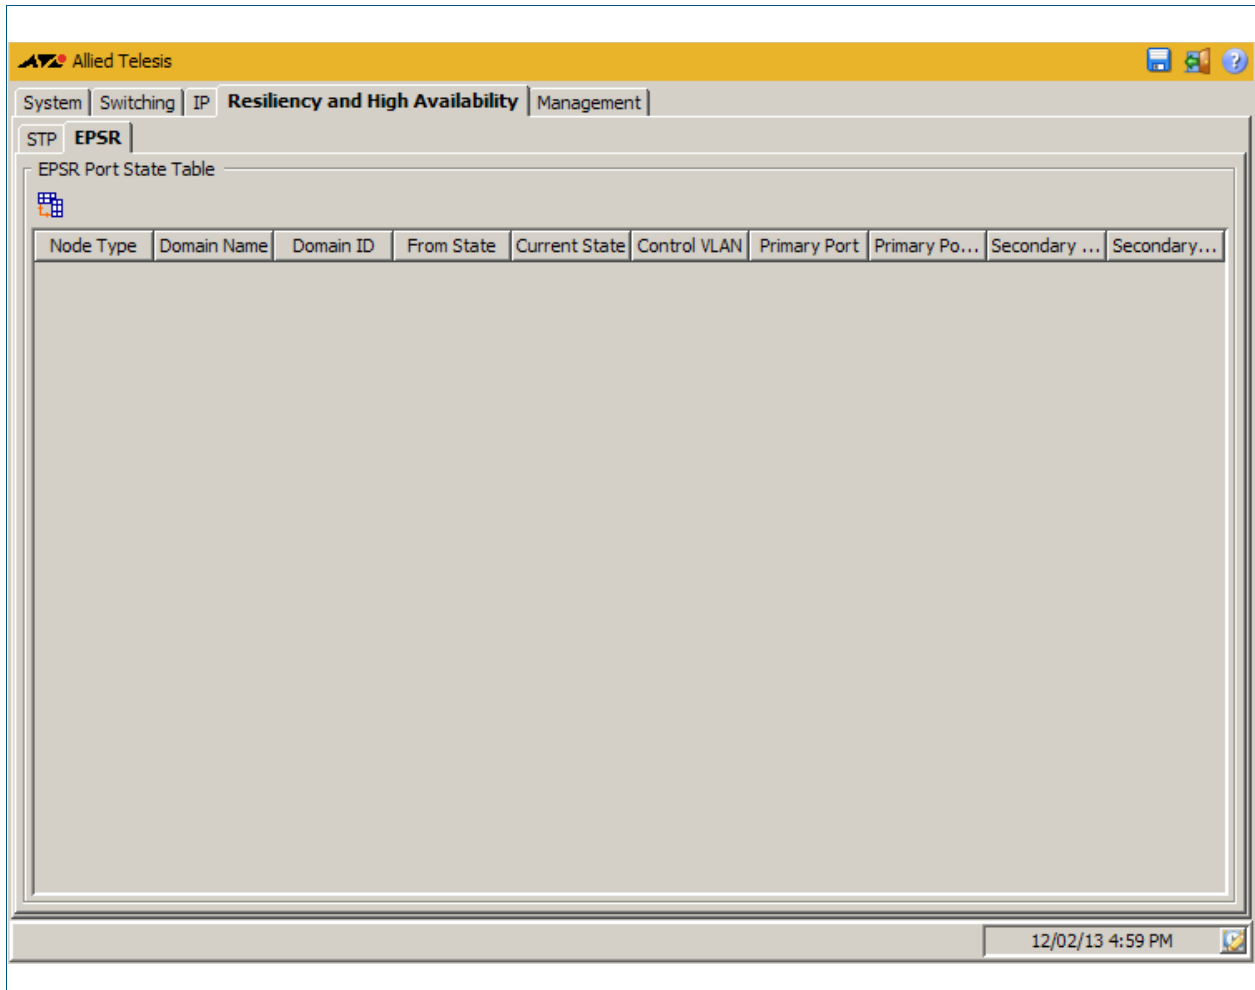 Allied Telesis
System Switching IP Resiliency and High Availability Management
STP EPSR
EPSR Port State Table
Node Type Domain Name Domain ID From State Current State Control VLAN Primary Port Primary Po... Secondary ... Secondary...
12/02/13 4:59 PM